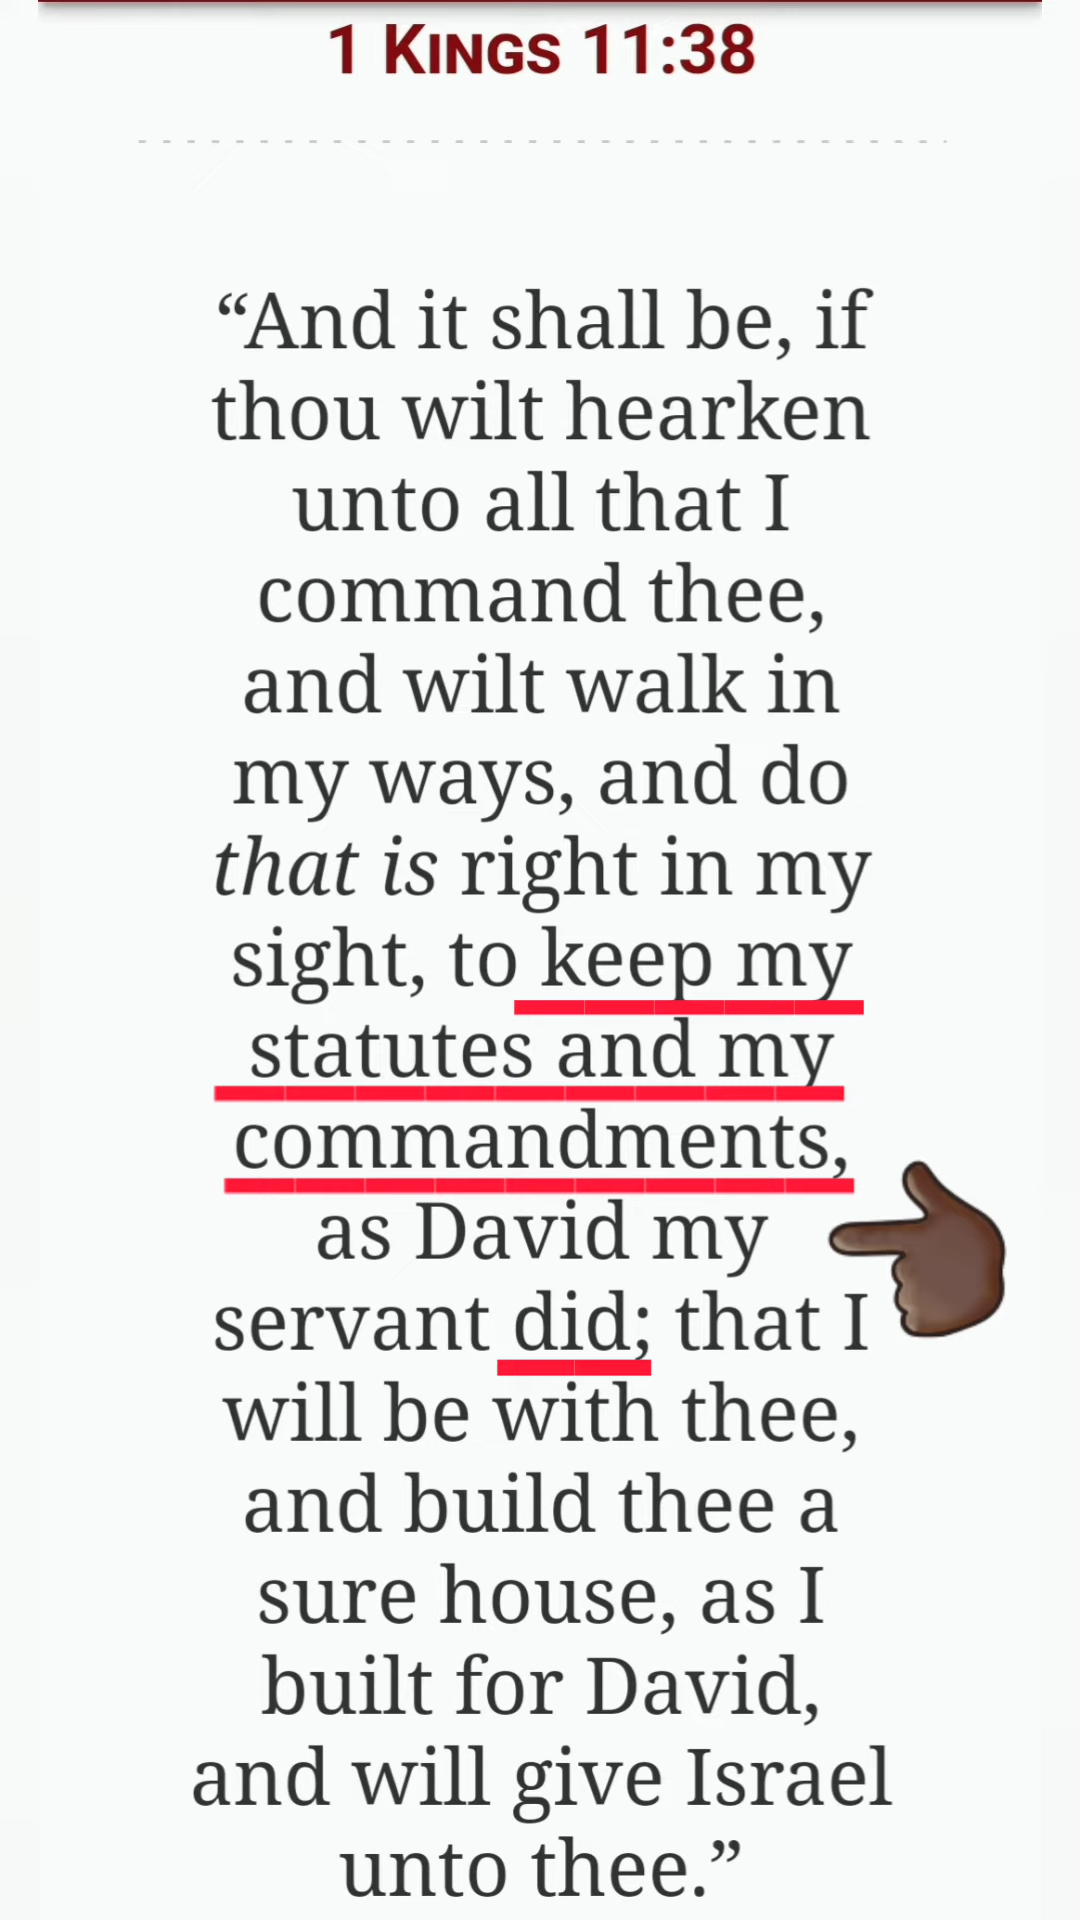 1 KINGS 11:38
“And it shall be, if
thou wilt hearken
unto all that I
command thee,
and wilt walk in
my ways, and do
that is right in my
sight, to keep my
statutes and my
commandments,
as David my
servant did; that I
will be with thee,
and build thee a
sure house, as I
built for David,
and will give Israel
unto thee.”